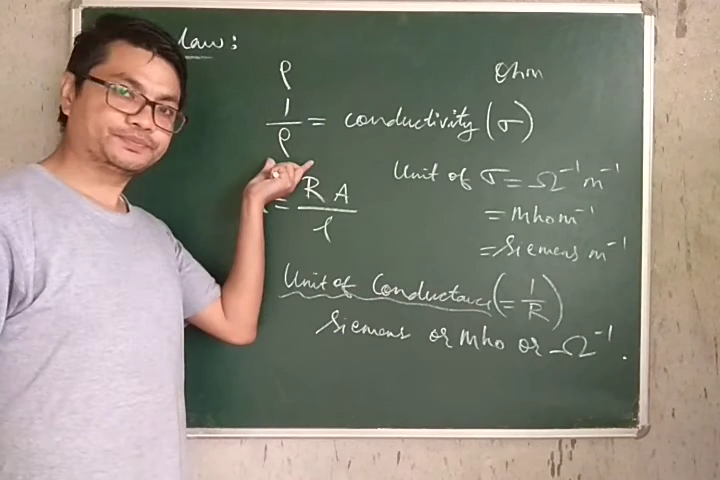 law:
ρ
Ohm
1/ρ = conductivity (σ)
Unit of σ = Ω⁻¹ m⁻¹
= Mho m⁻¹
= Siemens m⁻¹
= R A / l
Unit of Conductance (= 1/R)
Siemens or Mho or Ω⁻¹.